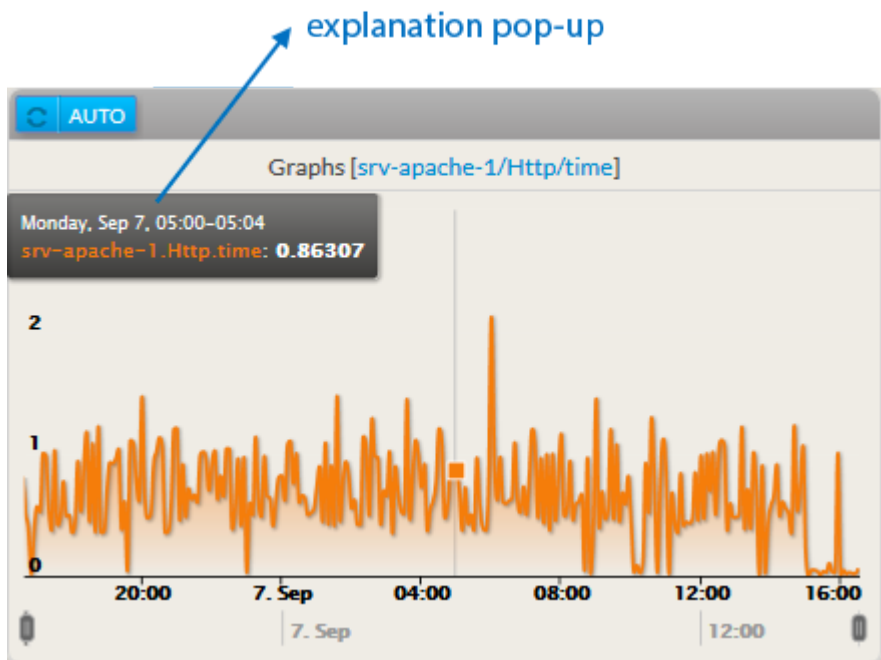 explanation pop-up
AUTO
Graphs [srv-apache-1/Http/time]
Monday, Sep 7, 05:00–05:04
srv-apache-1.Http.time: 0.86307
2
1
0
20:00 7. Sep 04:00 08:00 12:00 16:00
7. Sep 12:00